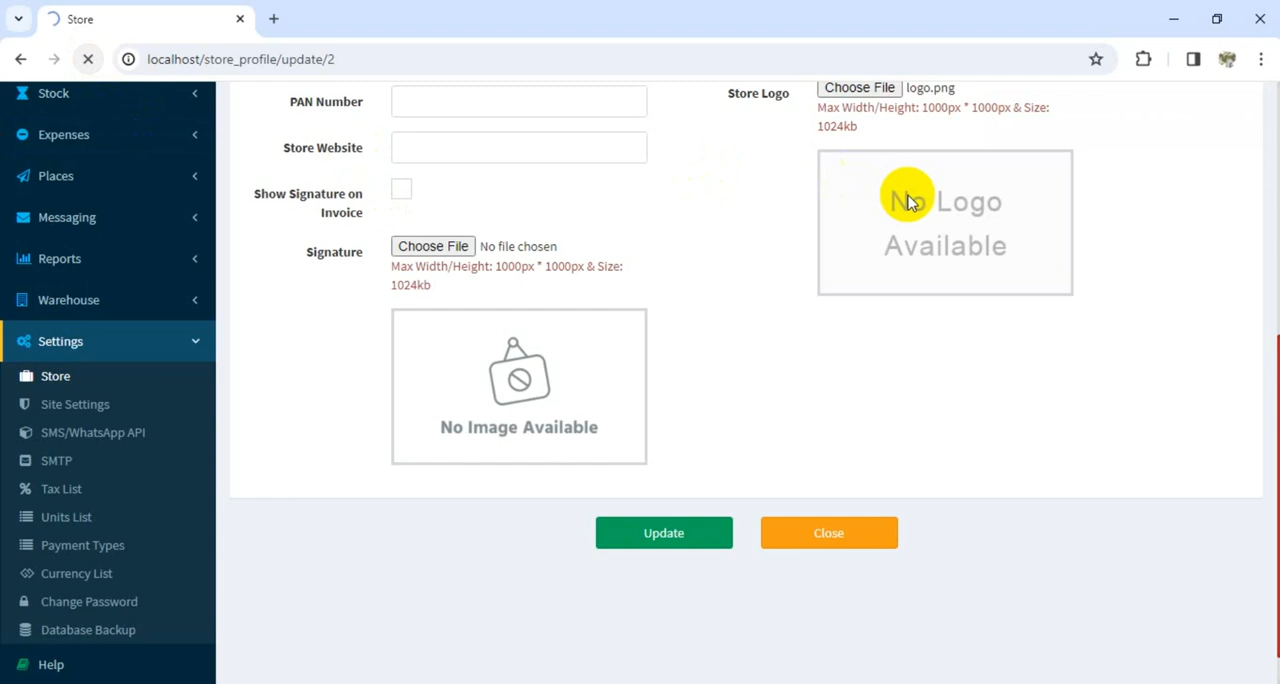 Store
localhost/store_profile/update/2
Stock
Expenses
Places
Messaging
Reports
Warehouse
Settings
Store
Site Settings
SMS/WhatsApp API
SMTP
Tax List
Units List
Payment Types
Currency List
Change Password
Database Backup
Help
PAN Number
Store Website
Show Signature on
Invoice
Signature
Choose File No file chosen
Max Width/Height: 1000px * 1000px & Size:
1024kb
No Image Available
Store Logo
Choose File logo.png
Max Width/Height: 1000px * 1000px & Size:
1024kb
No Logo
Available
Update
Close